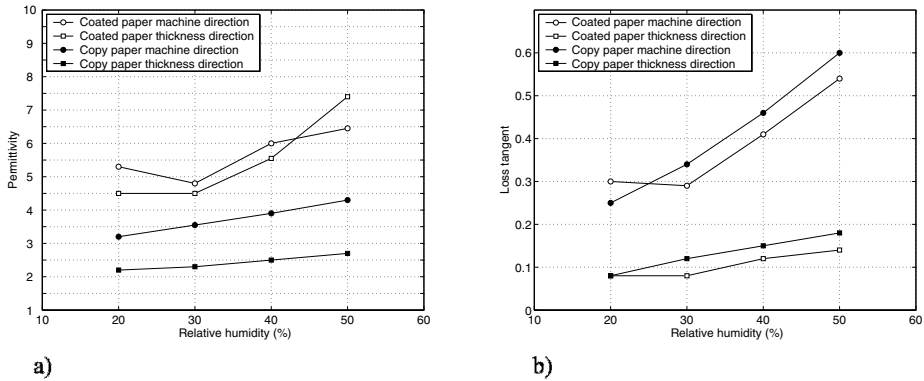 Coated paper machine direction
Coated paper thickness direction
Copy paper machine direction
Copy paper thickness direction
10
9
8
7
6
5
4
3
2
1
Permittivity
10 20 30 40 50 60
Relative humidity (%)
a)
Coated paper machine direction
Coated paper thickness direction
Copy paper machine direction
Copy paper thickness direction
0.6
0.5
0.4
0.3
0.2
0.1
0
Loss tangent
10 20 30 40 50 60
Relative humidity (%)
b)